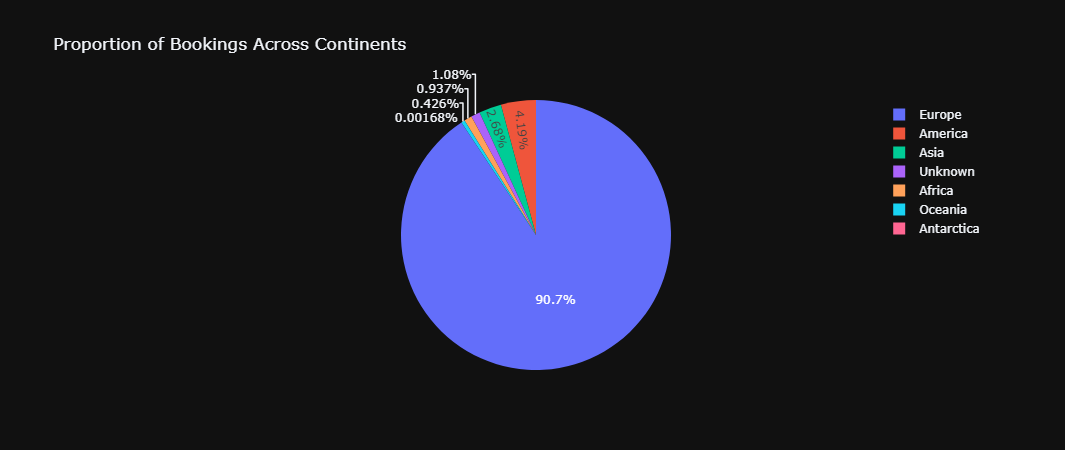 Proportion of Bookings Across Continents
1.08%
0.937%
0.426%
0.00168%
2.68%
4.19%
90.7%
Europe
America
Asia
Unknown
Africa
Oceania
Antarctica